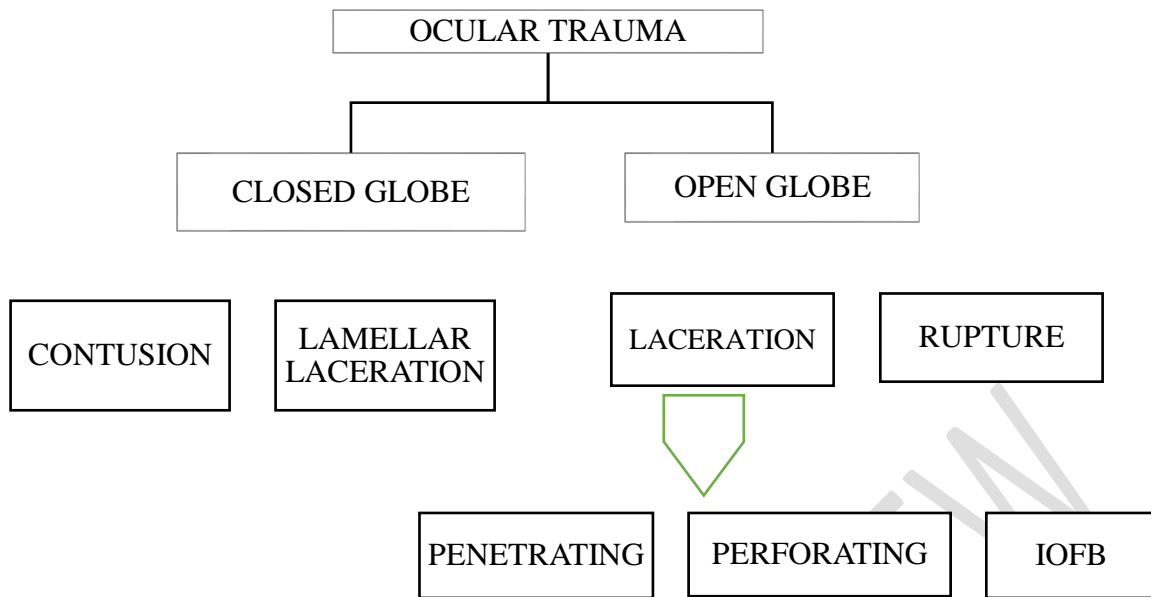 OCULAR TRAUMA
CLOSED GLOBE
OPEN GLOBE
CONTUSION
LAMELLAR
LACERATION
LACERATION
RUPTURE
PENETRATING
PERFORATING
IOFB